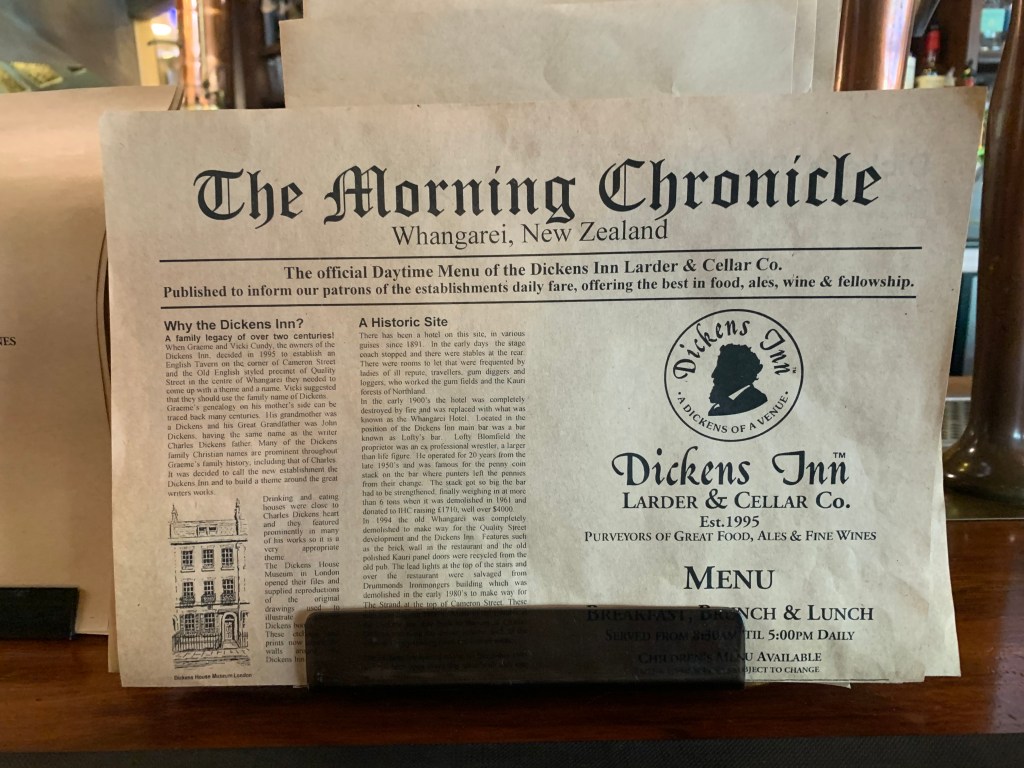 The Morning Chronicle
Whangarei, New Zealand
The official Daytime Menu of the Dickens Inn Larder & Cellar Co.
Published to inform our patrons of the establishments daily fare, offering the best in food, ales, wine & fellowship.
Why the Dickens Inn?
A family legacy of over two centuries!
When Graeme and Vicki Cundy, the owners of the
Dickens Inn, decided in 1995 to establish an
English Tavern on the corner of Cameron Street
and the Old English styled precinct of Quality
Street in the centre of Whangarei they needed to
come up with a theme and a name. Vicki suggested
that they should use the family name of Dickens.
Graeme's genealogy on his mother's side can be
traced back many centuries. His grandmother was
a Dickens and his Great Grandfather was John
Dickens, having the same name as the writer
Charles Dickens father. Many of the Dickens
family Christian names are prominent throughout
Graeme's family history, including that of Charles.
It was decided to call the new establishment the
Dickens Inn and to build a theme around the great
writers works.
Drinking and eating
houses were close to
Charles Dickens heart
and they featured
prominently in many
of his works so it is a
very appropriate
theme.
The Dickens House
Museum in London
opened their files and
supplied reproductions
of the original
drawings used to
illustrate
Dickens
These
prints now
walls
Dickens Inn
Dickens House Museum London
A Historic Site
There has been a hotel on this site, in various
guises since 1891. In the early days the stage
coach stopped and there were stables at the rear.
There were rooms to let that were frequented by
ladies of ill repute, travellers, gum diggers and
loggers, who worked the gum fields and the Kauri
forests of Northland.
In the early 1900's the hotel was completely
destroyed by fire and was replaced with what was
known as the Whangarei Hotel. Located in the
position of the Dickens Inn main bar was a bar
known as Lofty's bar. Lofty Blomfield the
proprietor was an ex professional wrestler, a larger
than life figure. He operated for 20 years from the
late 1950's and was famous for the penny coin
stack on the bar where punters left the pennies
from their change. The stack got so big the bar
had to be strengthened, finally weighing in at more
than 6 tons when it was demolished in 1961 and
donated to IHC raising £1710, well over $4000.
In 1994 the old Whangarei was completely
demolished to make way for the Quality Street
development and the Dickens Inn. Features such
as the brick wall in the restaurant and the old
polished Kauri panel doors were recycled from the
old pub. The lead lights at the top of the stairs and
over the restaurant were salvaged from
Drummonds Ironmongers building which was
demolished in the early 1980's to make way for
The Strand at the top of Cameron Street. These
Dickens Inn™
· A DICKENS OF A VENUE ·
Dickens Inn™
LARDER & CELLAR CO.
Est.1995
PURVEYORS OF GREAT FOOD, ALES & FINE WINES
MENU
BREAKFAST, BRUNCH & LUNCH
SERVED FROM 8:30AM TIL 5:00PM DAILY
CHILDREN'S MENU AVAILABLE
SUBJECT TO CHANGE
NES